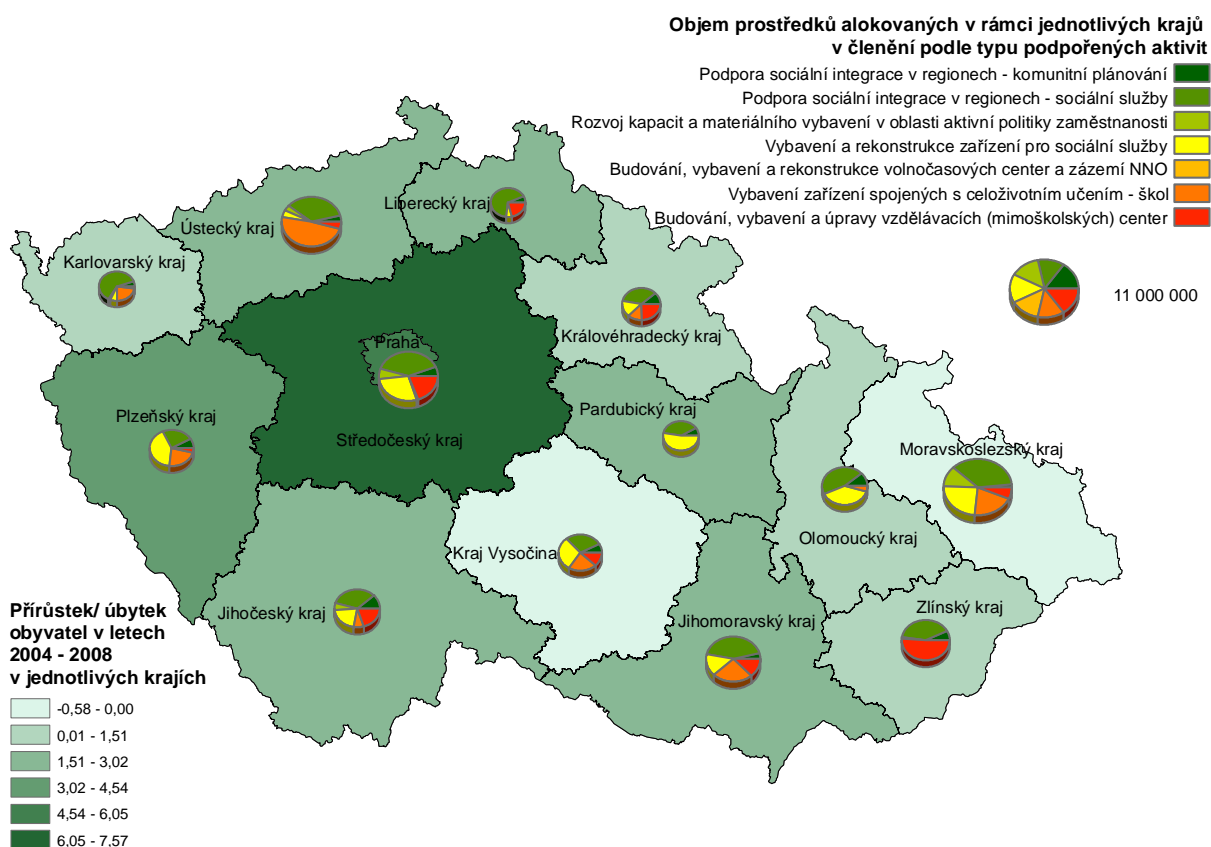 Objem prostředků alokovaných v rámci jednotlivých krajů
v členění podle typu podpořených aktivit
Podpora sociální integrace v regionech - komunitní plánování
Podpora sociální integrace v regionech - sociální služby
Rozvoj kapacit a materiálního vybavení v oblasti aktivní politiky zaměstnanosti
Vybavení a rekonstrukce zařízení pro sociální služby
Budování, vybavení a rekonstrukce volnočasových center a zázemí NNO
Vybavení zařízení spojených s celoživotním učením - škol
Budování, vybavení a úpravy vzdělávacích (mimoškolských) center
11 000 000
Liberecký kraj
Ústecký kraj
Karlovarský kraj
Královéhradecký kraj
Praha
Plzeňský kraj
Pardubický kraj
Středočeský kraj
Moravskoslezský kraj
Olomoucký kraj
Kraj Vysočina
Jihočeský kraj
Jihomoravský kraj
Zlínský kraj
Přírůstek/ úbytek
obyvatel v letech
2004 - 2008
v jednotlivých krajích
-0,58 - 0,00
0,01 - 1,51
1,51 - 3,02
3,02 - 4,54
4,54 - 6,05
6,05 - 7,57